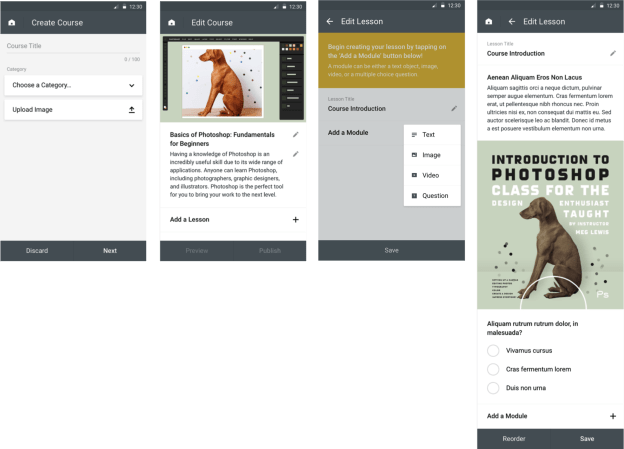 12:30
Create Course
Course Title
0 / 100
Category
Choose a Category...
Upload Image
Discard
Next
12:30
Edit Course
Basics of Photoshop: Fundamentals
for Beginners
Having a knowledge of Photoshop is an
incredibly useful skill due to its wide range of
applications. Anyone can learn Photoshop,
including photographers, graphic designers,
and illustrators. Photoshop is the perfect tool
for you to bring your work to the next level.
Add a Lesson
Preview
Publish
12:30
Edit Lesson
Begin creating your lesson by tapping on
the 'Add a Module' button below!
A module can be either a text object, image,
video, or a multiple choice question.
Lesson Title
Course Introduction
Add a Module
Text
Image
Video
Question
Save
12:30
Edit Lesson
Lesson Title
Course Introduction
Aenean Aliquam Eros Non Lacus
Aliquam sagittis orci a neque dictum, pulvinar
semper augue elementum. Cras fermentum lorem
erat, ut pellentesque nibh rhoncus nec. Proin
ultricies nisi ex, non consequat dui mattis eu. Sed
auctor scelerisque leo ac blandit. Donec id metus
a est posuere vestibulum elementum non urna.
INTRODUCTION TO
PHOTOSHOP
CLASS FOR THE
DESIGN ENTHUSIAST
TAUGHT
BY INSTRUCTOR
MEG LEWIS
Ps
Aliquam rutrum rutrum dolor, in
malesuada?
Vivamus cursus
Cras fermentum lorem
Duis non urna
Add a Module
Reorder
Save